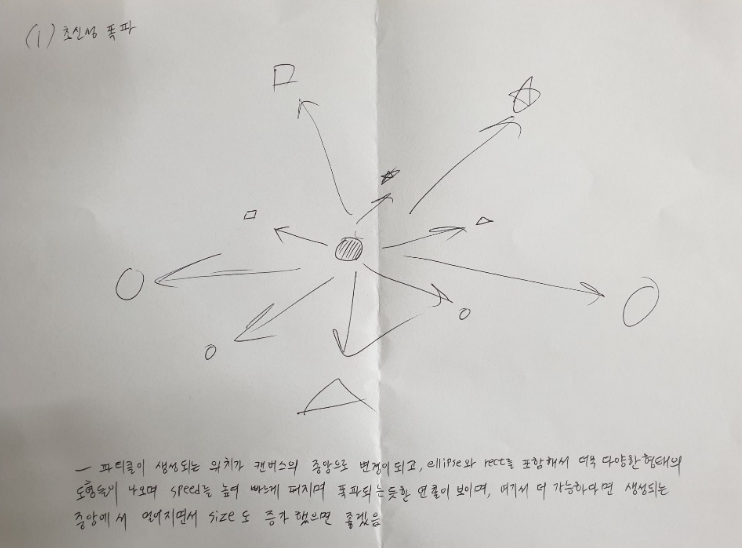 (1) 초신성 폭파
- 파티클이 생성되는 위치가 캔버스의 중앙으로 변경이 되고, ellipse와 rect를 포함해서 더욱 다양한 형태의
도형들이 나오며 speed를 높여 빠르게 퍼지며 폭파되는듯한 연출이 보이며, 여기서 더 가능하다면 생성되는
중앙에서 멀어지면서 size도 증가했으면 좋겠음